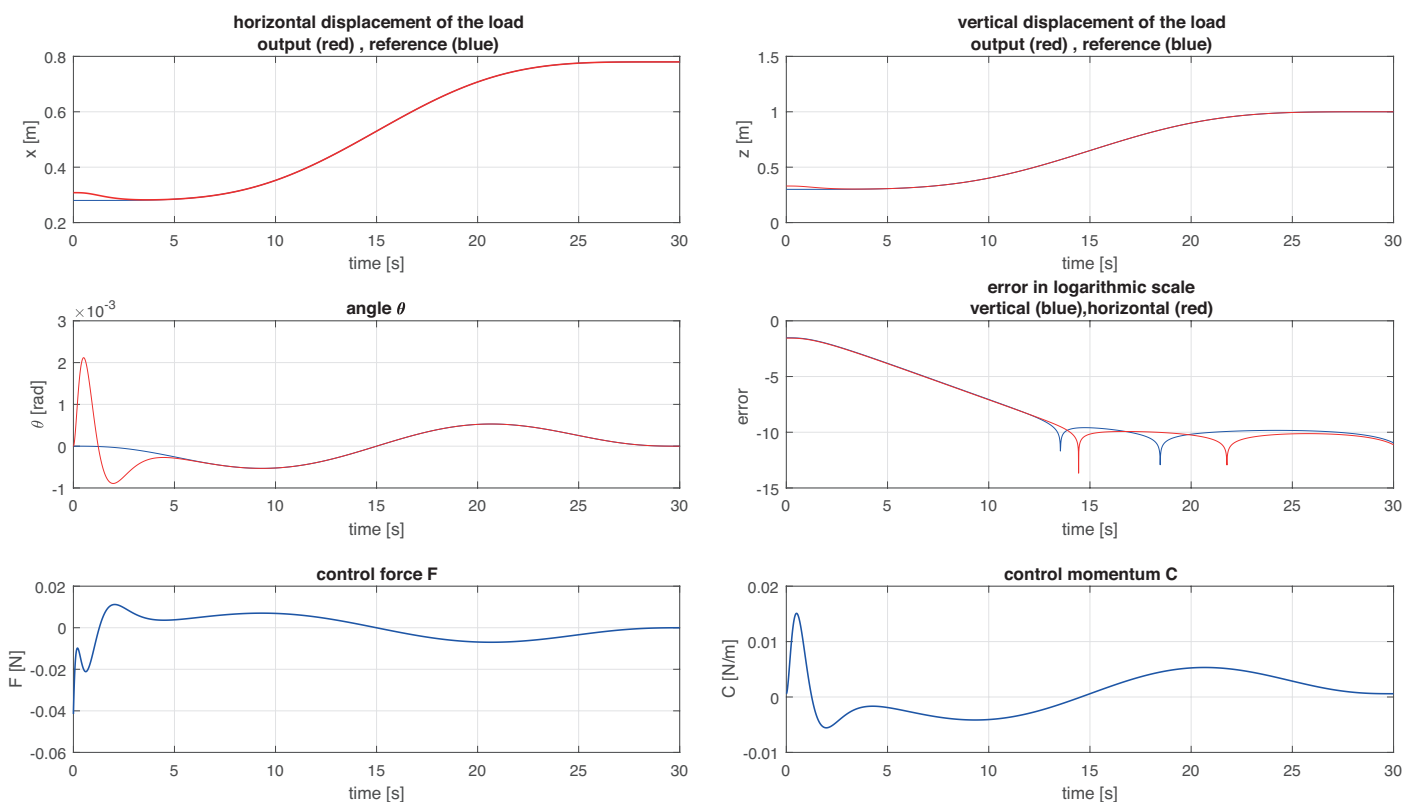 horizontal displacement of the load
output (red) , reference (blue)
0.8
0.6
0.4
0.2
x [m]
0 5 10 15 20 25 30
time [s]
vertical displacement of the load
output (red) , reference (blue)
1.5
1
0.5
0
z [m]
0 5 10 15 20 25 30
time [s]
×10⁻³
angle θ
3
2
1
0
-1
θ [rad]
0 5 10 15 20 25 30
time [s]
error in logarithmic scale
vertical (blue),horizontal (red)
0
-5
-10
-15
error
0 5 10 15 20 25 30
time [s]
control force F
0.02
0
-0.02
-0.04
-0.06
F [N]
0 5 10 15 20 25 30
time [s]
control momentum C
0.02
0.01
0
-0.01
C [N/m]
0 5 10 15 20 25 30
time [s]